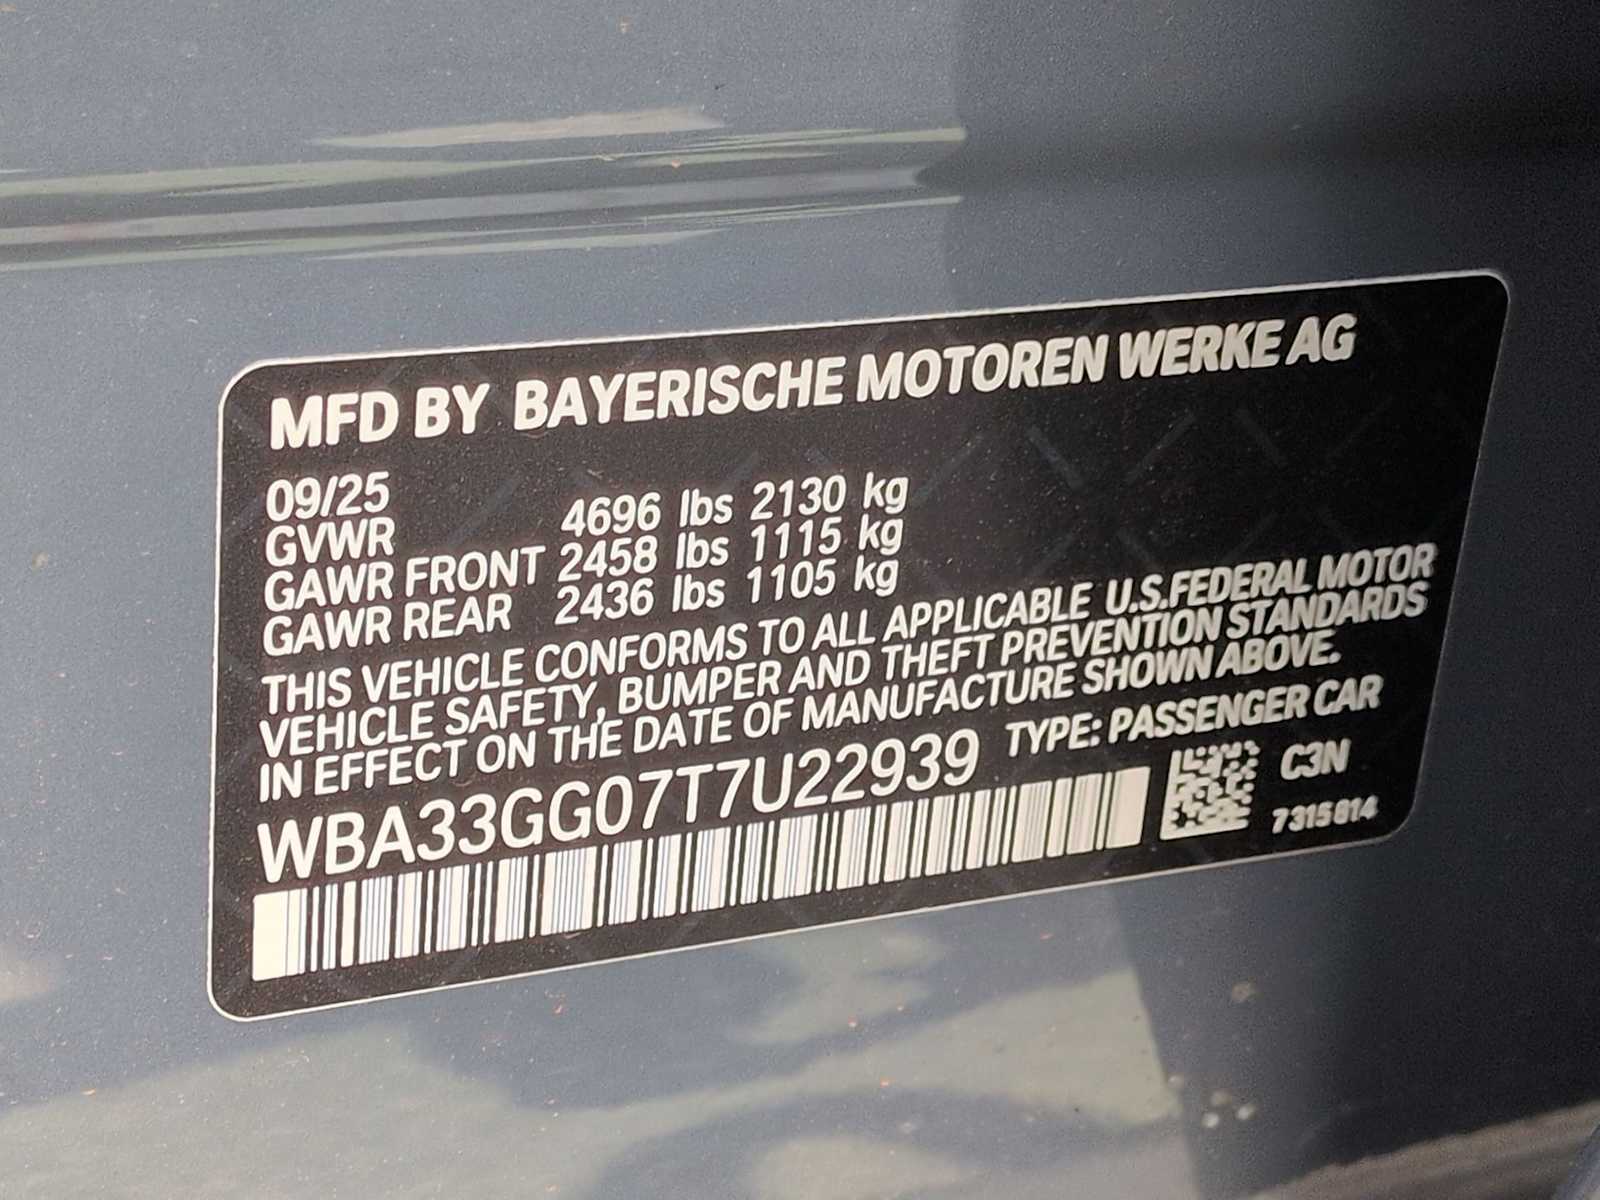 MFD BY BAYERISCHE MOTOREN WERKE AG
09/25
GVWR 4696 lbs 2130 kg
GAWR FRONT 2458 lbs 1115 kg
GAWR REAR 2436 lbs 1105 kg
THIS VEHICLE CONFORMS TO ALL APPLICABLE U.S.FEDERAL MOTOR
VEHICLE SAFETY, BUMPER AND THEFT PREVENTION STANDARDS
IN EFFECT ON THE DATE OF MANUFACTURE SHOWN ABOVE.
WBA33GG07T7U22939 TYPE: PASSENGER CAR
C3N
7315814